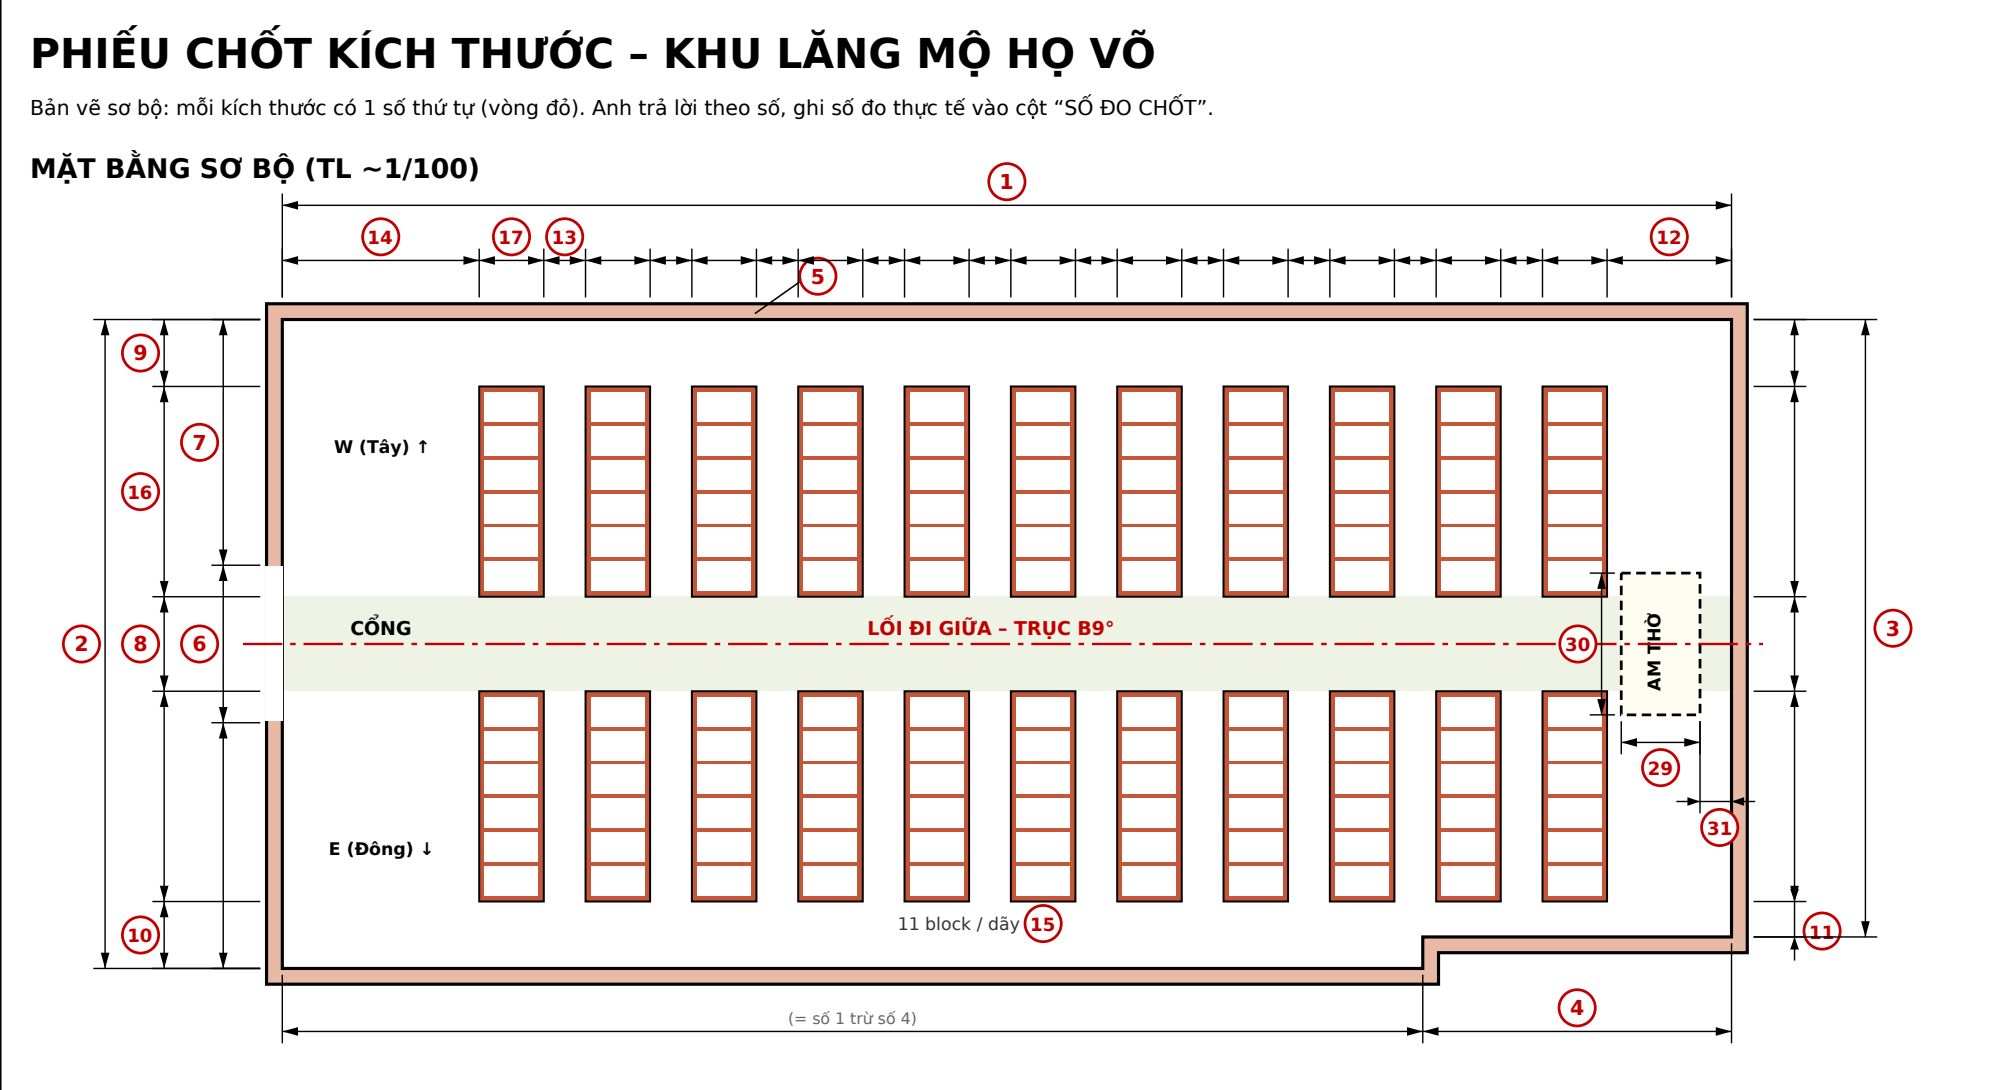 PHIẾU CHỐT KÍCH THƯỚC – KHU LĂNG MỘ HỌ VÕ
Bản vẽ sơ bộ: mỗi kích thước có 1 số thứ tự (vòng đỏ). Anh trả lời theo số, ghi số đo thực tế vào cột “SỐ ĐO CHỐT”.
MẶT BẰNG SƠ BỘ (TL ~1/100)
1
14
17
13
12
5
9
7
W (Tây) ↑
16
CỔNG
LỐI ĐI GIỮA – TRỤC B9°
AM THỜ
3
2
8
6
30
29
31
E (Đông) ↓
11 block / dãy
15
10
11
4
(= số 1 trừ số 4)